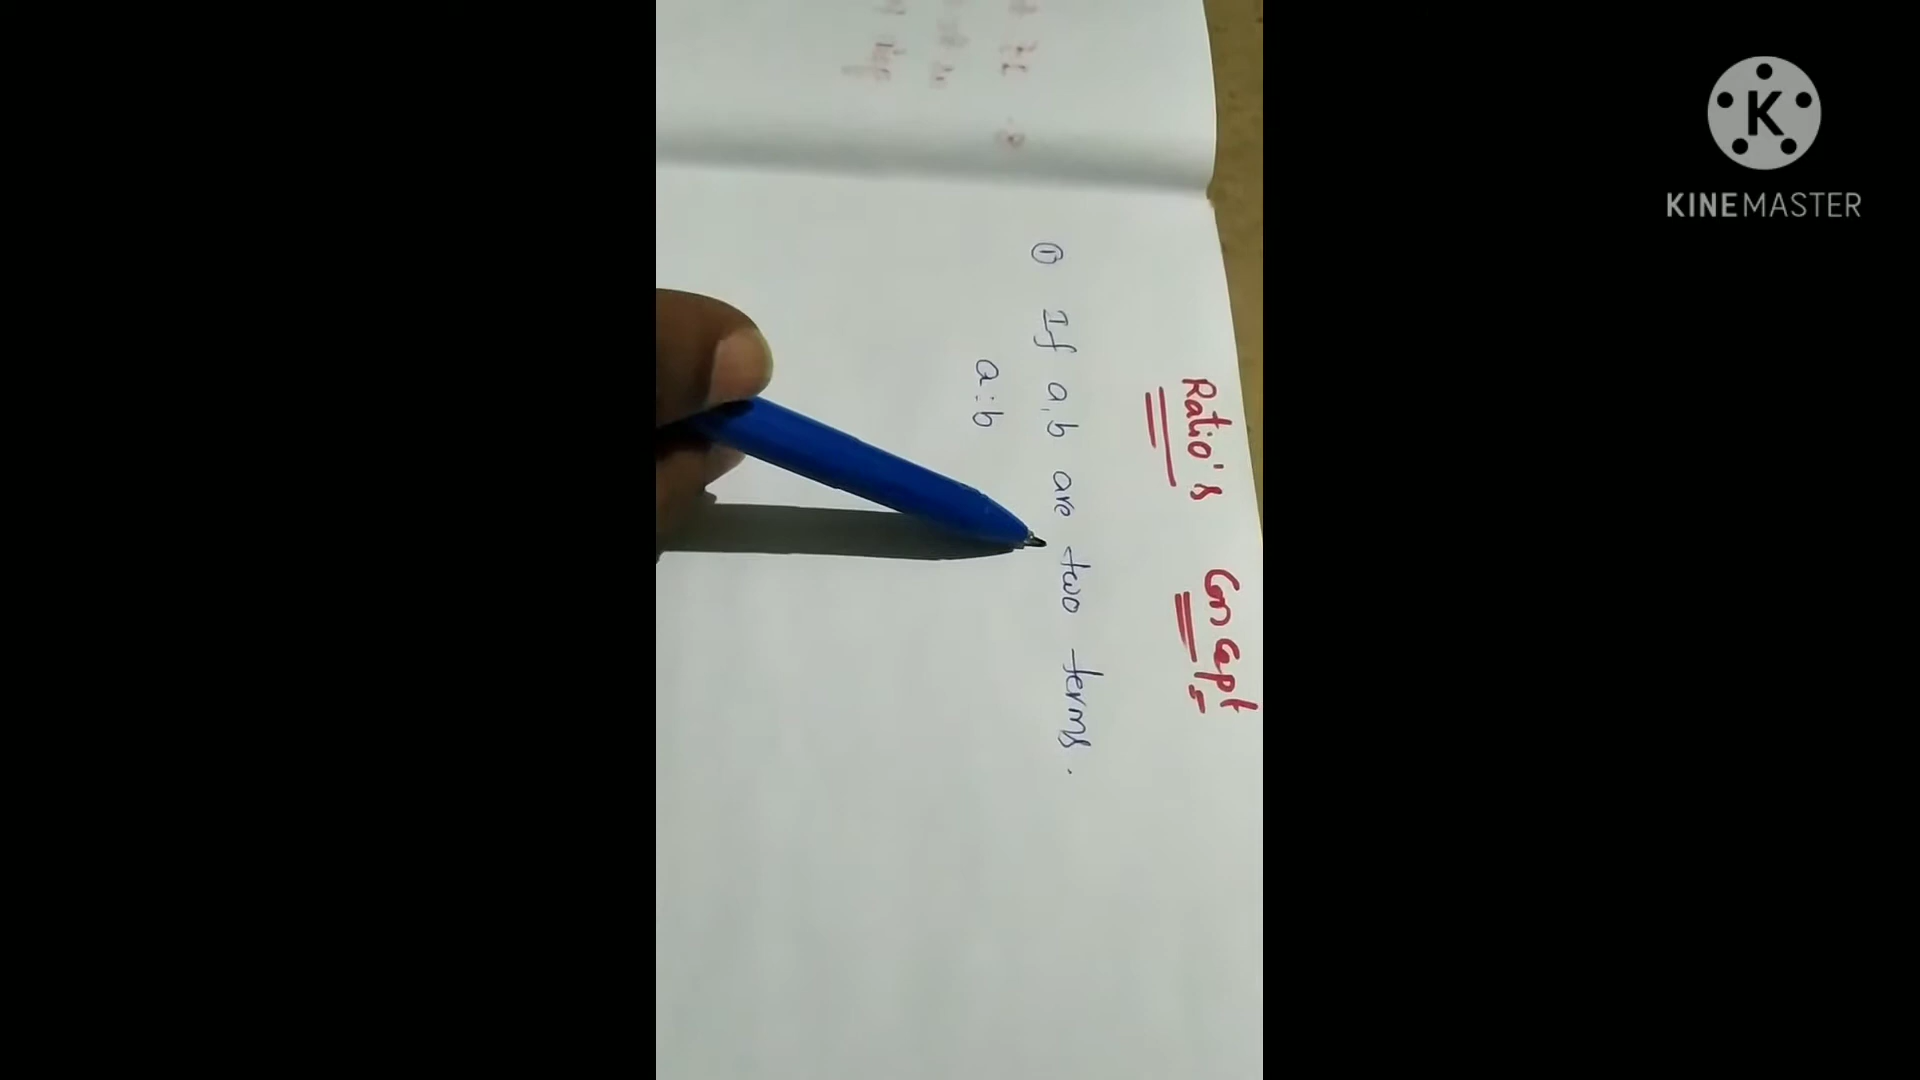 Ratio's Concept
① If a, b are two terms.
a : b
KINEMASTER